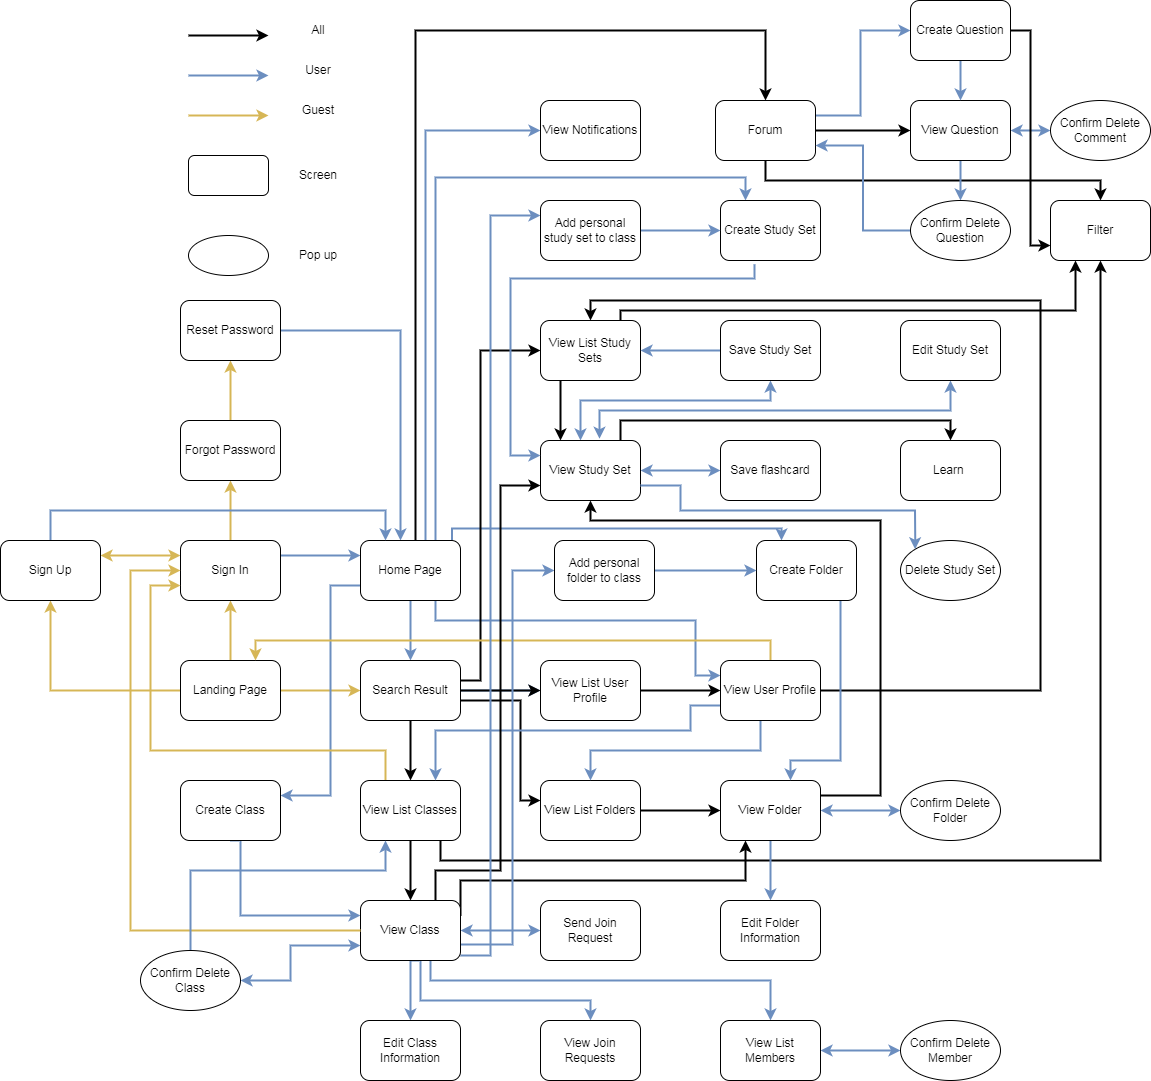 All
User
Guest
Screen
Pop up
Create Question
View Notifications
Forum
View Question
Confirm Delete
Comment
Add personal
study set to class
Create Study Set
Confirm Delete
Question
Filter
Reset Password
View List Study
Sets
Save Study Set
Edit Study Set
Forgot Password
View Study Set
Save flashcard
Learn
Sign Up
Sign In
Home Page
Add personal
folder to class
Create Folder
Delete Study Set
Landing Page
Search Result
View List User
Profile
View User Profile
Create Class
View List Classes
View List Folders
View Folder
Confirm Delete
Folder
View Class
Send Join
Request
Edit Folder
Information
Confirm Delete
Class
Edit Class
Information
View Join
Requests
View List
Members
Confirm Delete
Member